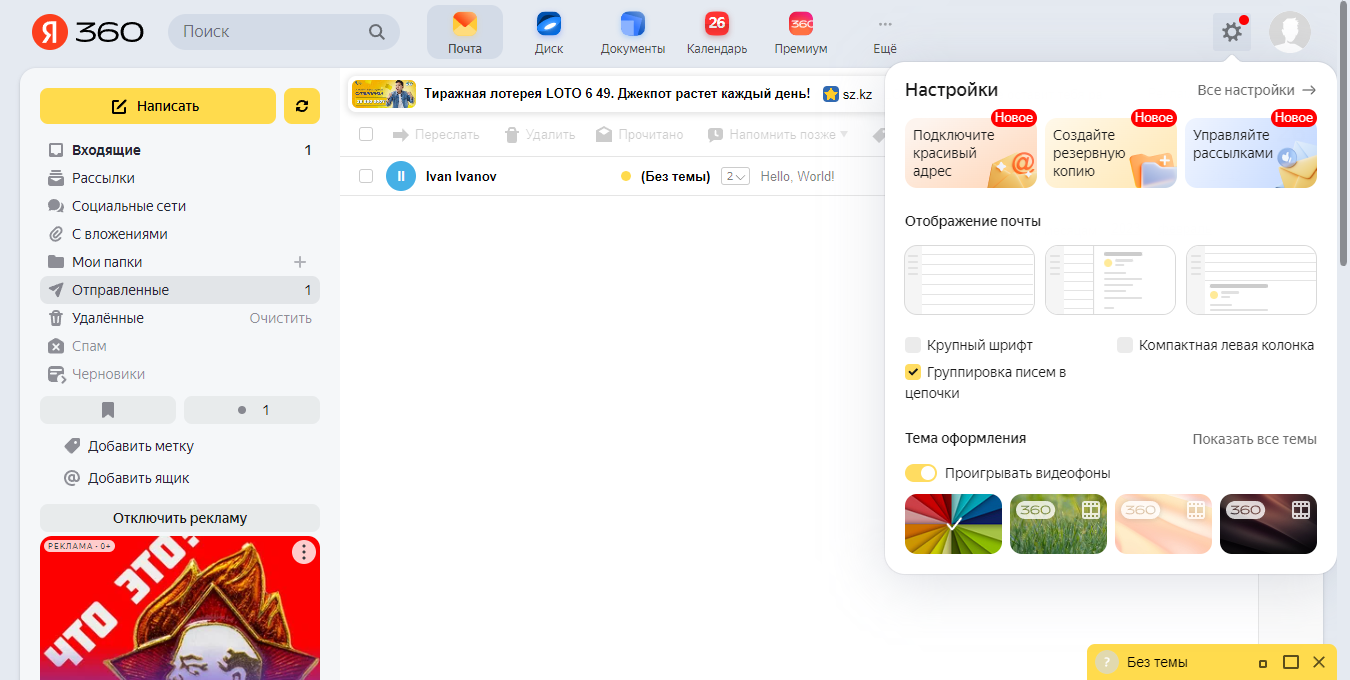 Я 360
Поиск
Почта
Диск
Документы
26
Календарь
360
Премиум
Ещё
Написать
Входящие 1
Рассылки
Социальные сети
С вложениями
Мои папки
Отправленные 1
Удалённые Очистить
Спам
Черновики
1
Добавить метку
Добавить ящик
Отключить рекламу
РЕКЛАМА • 0+
ЧТО ЭТО?
Тиражная лотерея LOTO 6 49. Джекпот растет каждый день! sz.kz
Переслать Удалить Прочитано Напомнить позже
II Ivan Ivanov (Без темы) 2 Hello, World!
Настройки
Все настройки
Новое
Подключите
красивый
адрес
Новое
Создайте
резервную
копию
Новое
Управляйте
рассылками
Отображение почты
Крупный шрифт
Компактная левая колонка
Группировка писем в
цепочки
Тема оформления
Показать все темы
Проигрывать видеофоны
360
360
360
? Без темы